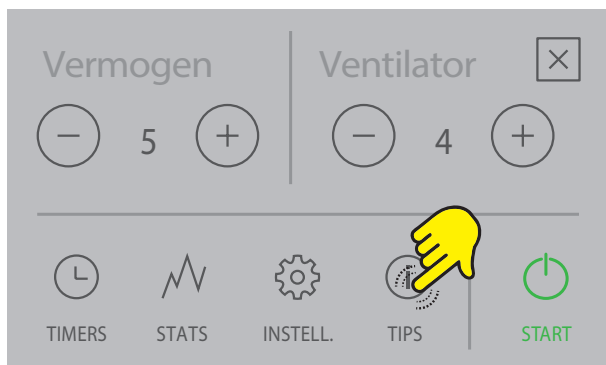 Vermogen
Ventilator
5
4
TIMERS
STATS
INSTELL.
TIPS
START